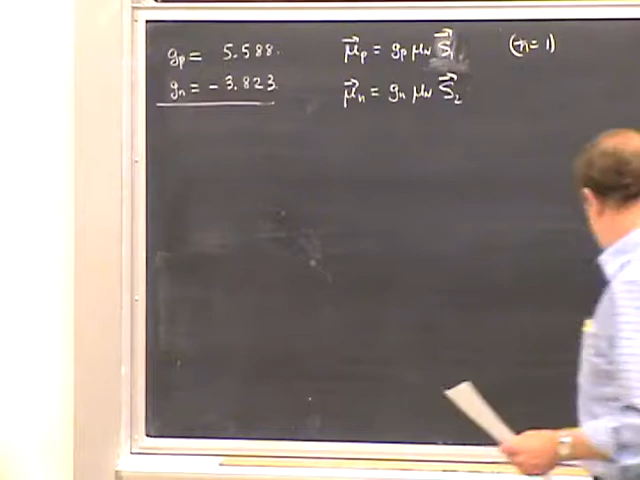 gp = 5.588. μ⃗p = gp μN S⃗1 (ħ = 1)
gn = - 3.823. μ⃗n = gn μN S⃗2